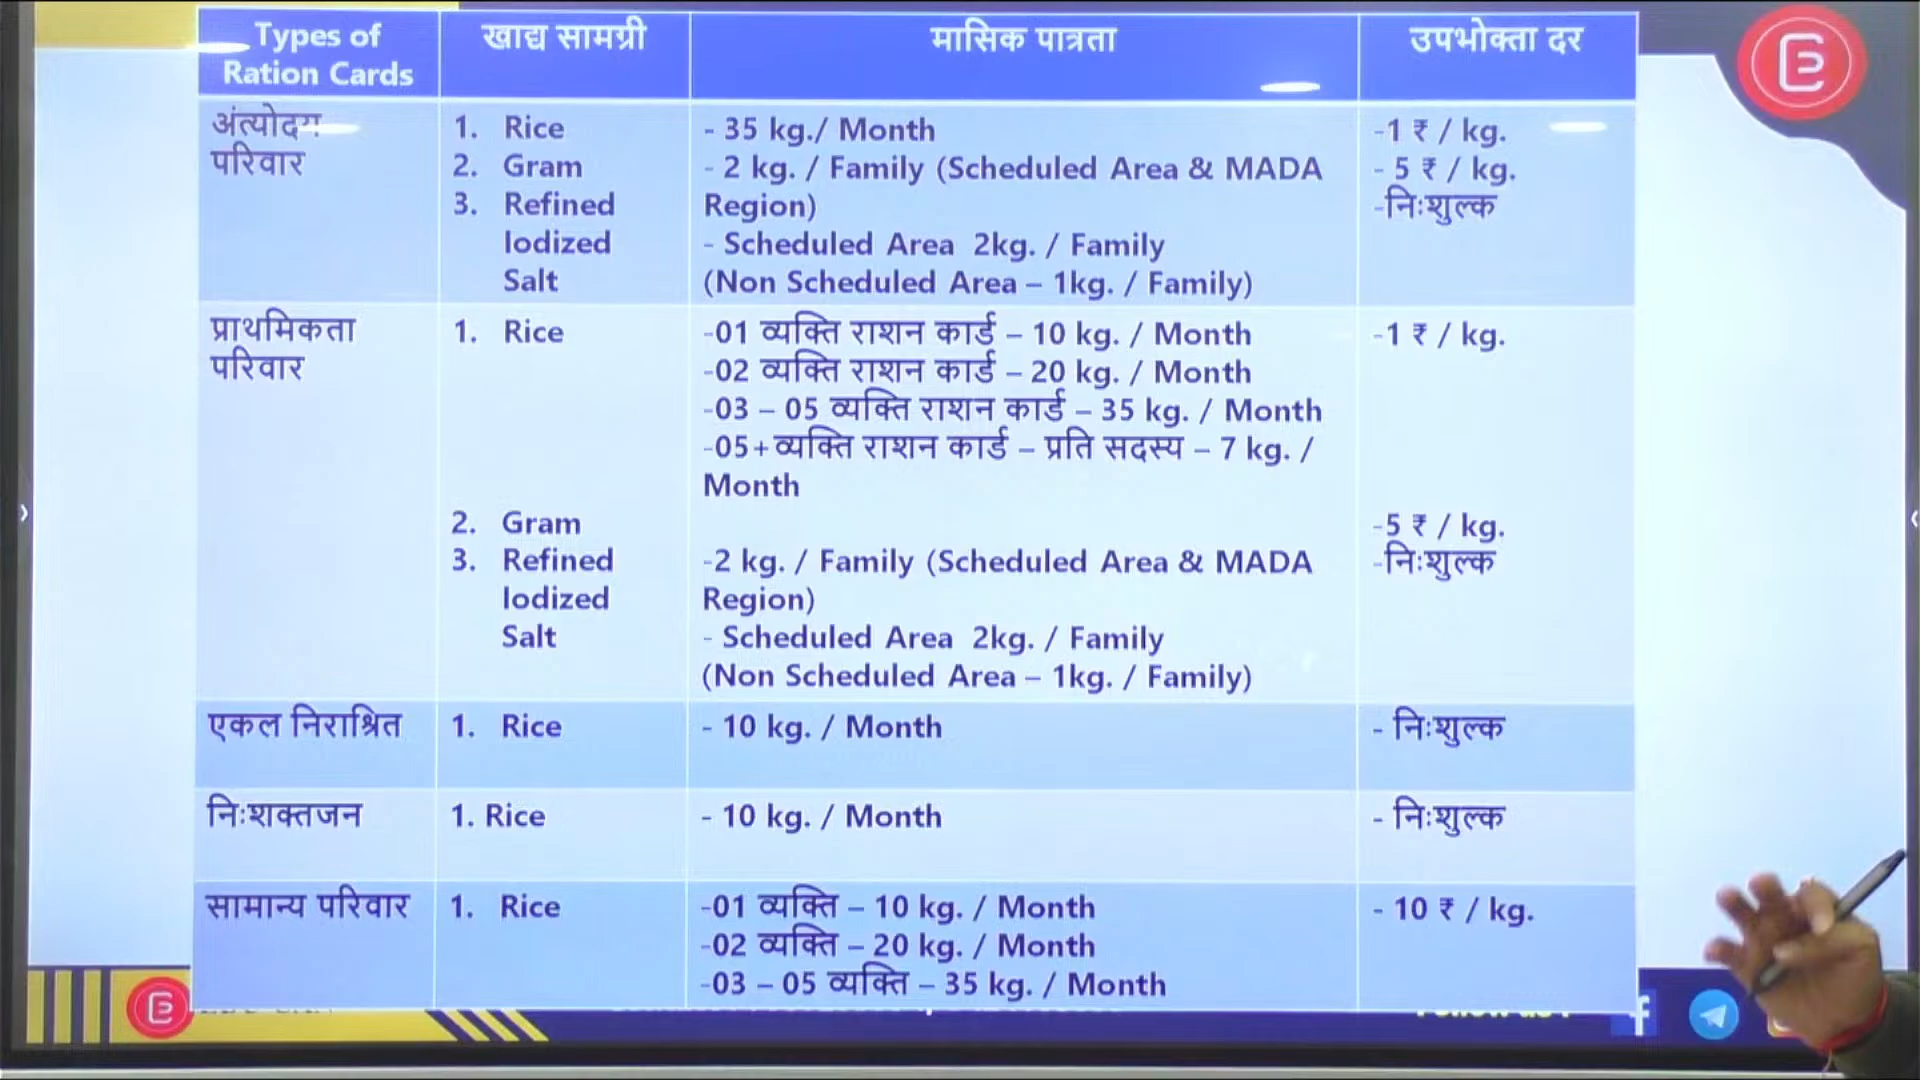 Types of Ration Cards
खाद्य सामग्री
मासिक पात्रता
उपभोक्ता दर
अंत्योदय
परिवार
1. Rice
2. Gram
3. Refined
Iodized
Salt
- 35 kg./ Month
- 2 kg. / Family (Scheduled Area & MADA
Region)
- Scheduled Area 2kg. / Family
(Non Scheduled Area – 1kg. / Family)
-1 ₹ / kg.
- 5 ₹ / kg.
-निःशुल्क
प्राथमिकता
परिवार
1. Rice
2. Gram
3. Refined
Iodized
Salt
-01 व्यक्ति राशन कार्ड – 10 kg. / Month
-02 व्यक्ति राशन कार्ड – 20 kg. / Month
-03 – 05 व्यक्ति राशन कार्ड – 35 kg. / Month
-05+व्यक्ति राशन कार्ड – प्रति सदस्य – 7 kg. /
Month
-2 kg. / Family (Scheduled Area & MADA
Region)
- Scheduled Area 2kg. / Family
(Non Scheduled Area – 1kg. / Family)
-1 ₹ / kg.
-5 ₹ / kg.
-निःशुल्क
एकल निराश्रित
1. Rice
- 10 kg. / Month
- निःशुल्क
निःशक्तजन
1. Rice
- 10 kg. / Month
- निःशुल्क
सामान्य परिवार
1. Rice
-01 व्यक्ति – 10 kg. / Month
-02 व्यक्ति – 20 kg. / Month
-03 – 05 व्यक्ति – 35 kg. / Month
- 10 ₹ / kg.